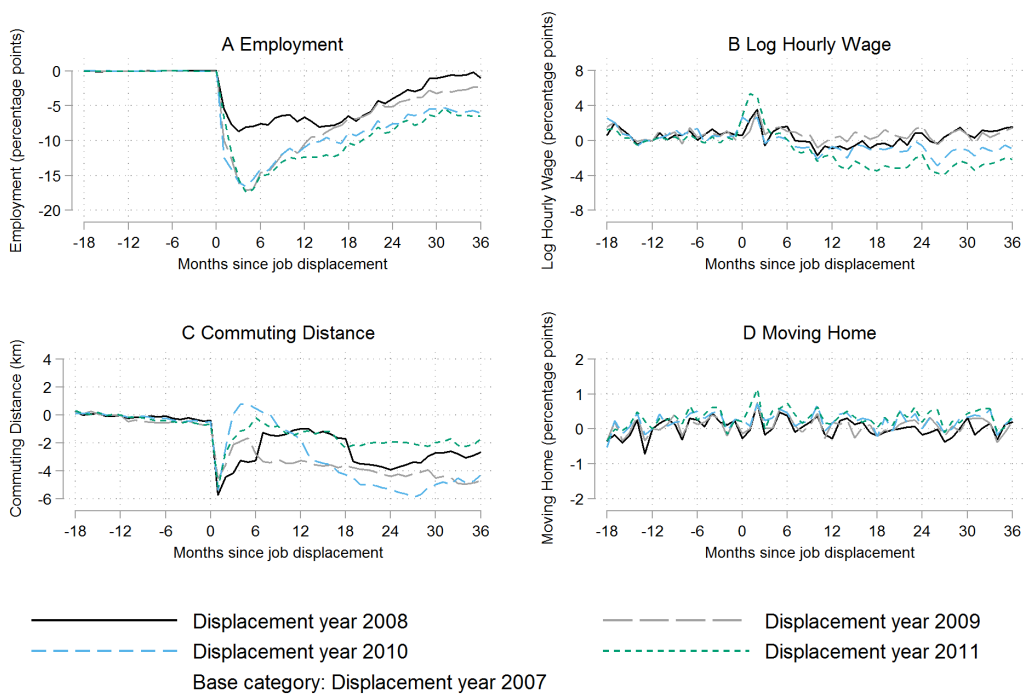 A Employment
Employment (percentage points)
0
-5
-10
-15
-20
-18 -12 -6 0 6 12 18 24 30 36
Months since job displacement
B Log Hourly Wage
Log Hourly Wage (percentage points)
8
4
0
-4
-8
-18 -12 -6 0 6 12 18 24 30 36
Months since job displacement
C Commuting Distance
Commuting Distance (km)
4
2
0
-2
-4
-6
-18 -12 -6 0 6 12 18 24 30 36
Months since job displacement
D Moving Home
Moving Home (percentage points)
2
1
0
-1
-2
-18 -12 -6 0 6 12 18 24 30 36
Months since job displacement
Displacement year 2008
Displacement year 2009
Displacement year 2010
Displacement year 2011
Base category: Displacement year 2007